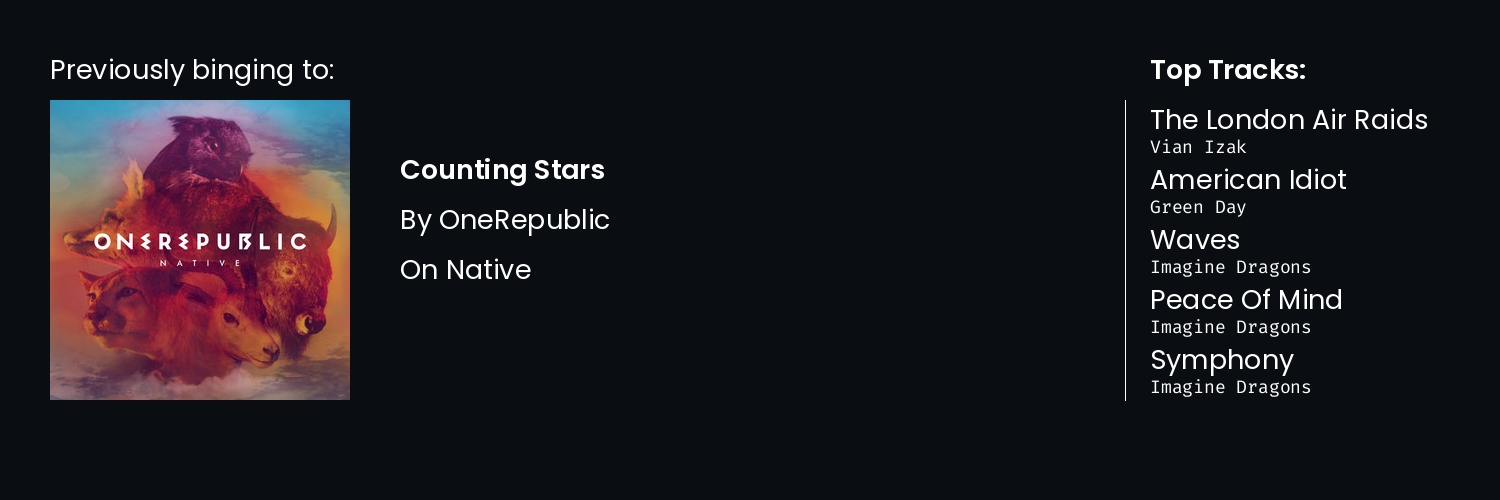 Previously binging to:
ONEREPUBLIC
NATIVE
Counting Stars
By OneRepublic
On Native
Top Tracks:
The London Air Raids
Vian Izak
American Idiot
Green Day
Waves
Imagine Dragons
Peace Of Mind
Imagine Dragons
Symphony
Imagine Dragons